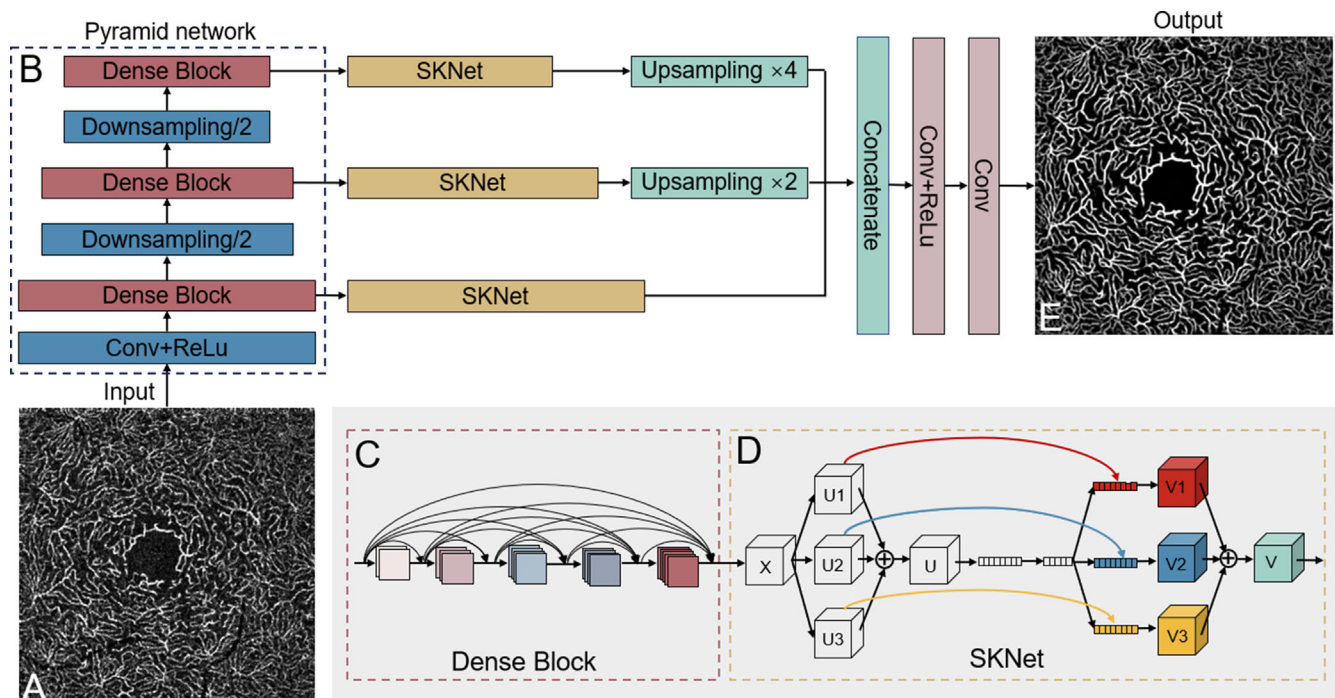 Pyramid network
Output
B
Dense Block
SKNet
Upsampling ×4
Downsampling/2
Dense Block
SKNet
Upsampling ×2
Concatenate
Conv+ReLu
Conv
Downsampling/2
Dense Block
SKNet
Conv+ReLu
E
Input
A
C
Dense Block
D
X
U1
U2
U3
U
V1
V2
V3
V
SKNet